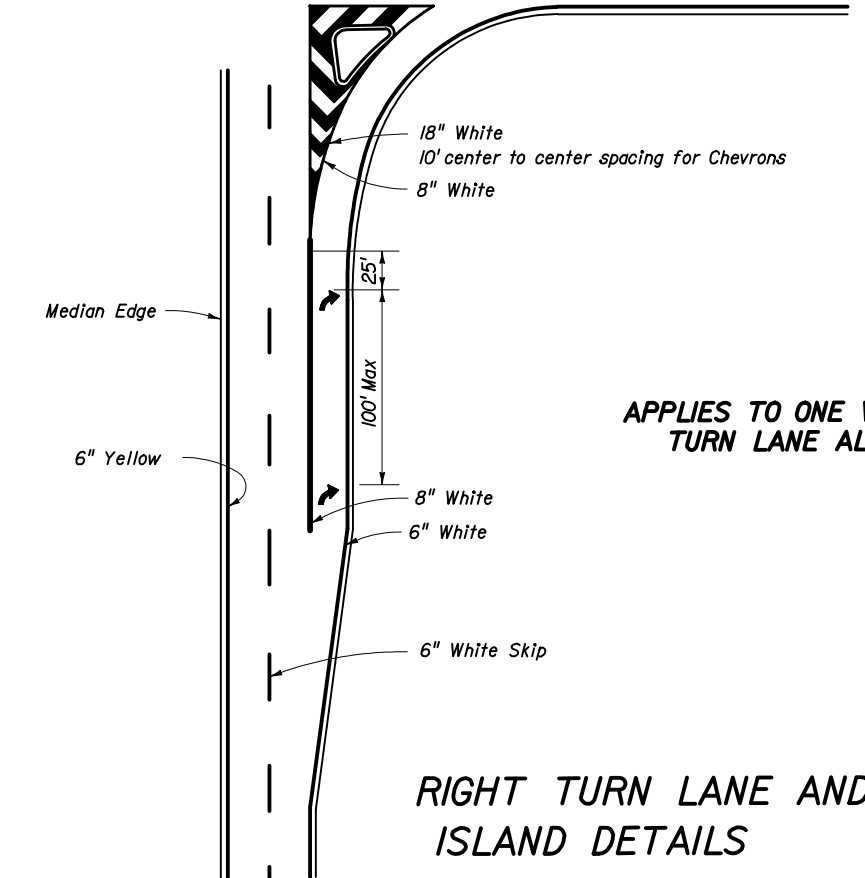 18" White
10' center to center spacing for Chevrons
8" White
25'
Median Edge
100' Max
APPLIES TO ONE
TURN LANE
6" Yellow
8" White
6" White
6" White Skip
RIGHT TURN LANE AND
ISLAND DETAILS